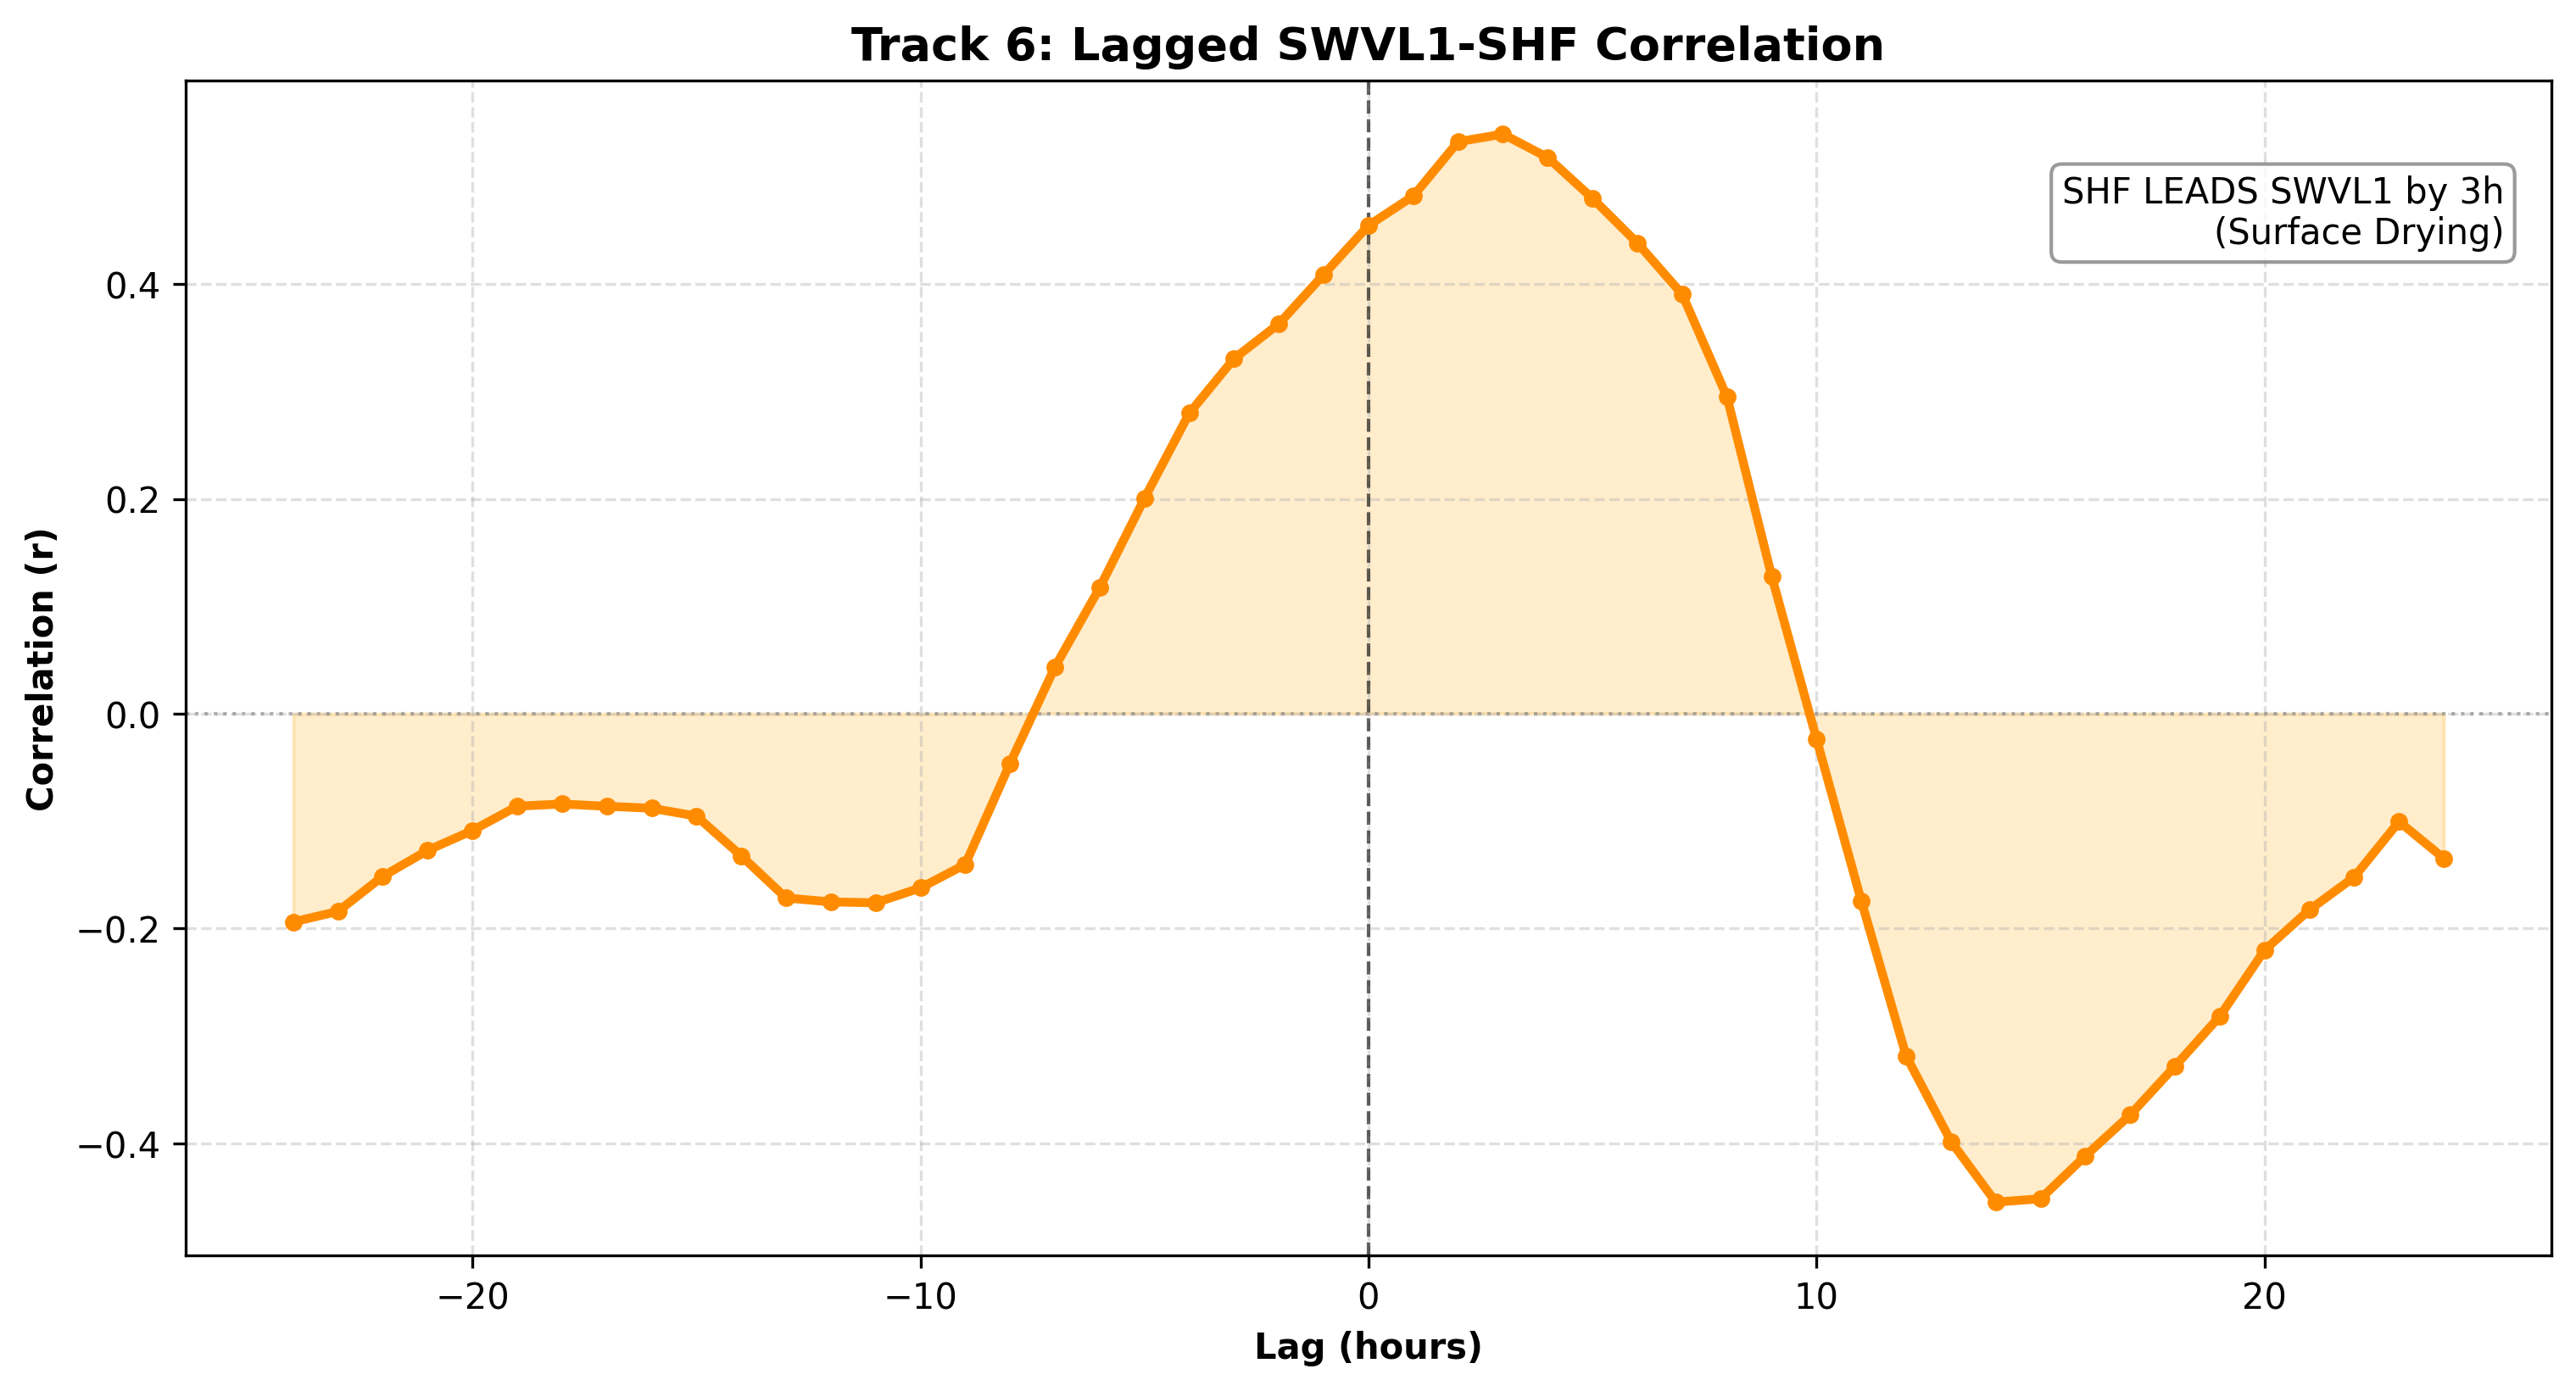 Track 6: Lagged SWVL1-SHF Correlation
SHF LEADS SWVL1 by 3h
(Surface Drying)
Correlation (r)
0.4
0.2
0.0
−0.2
−0.4
−20
−10
0
10
20
Lag (hours)